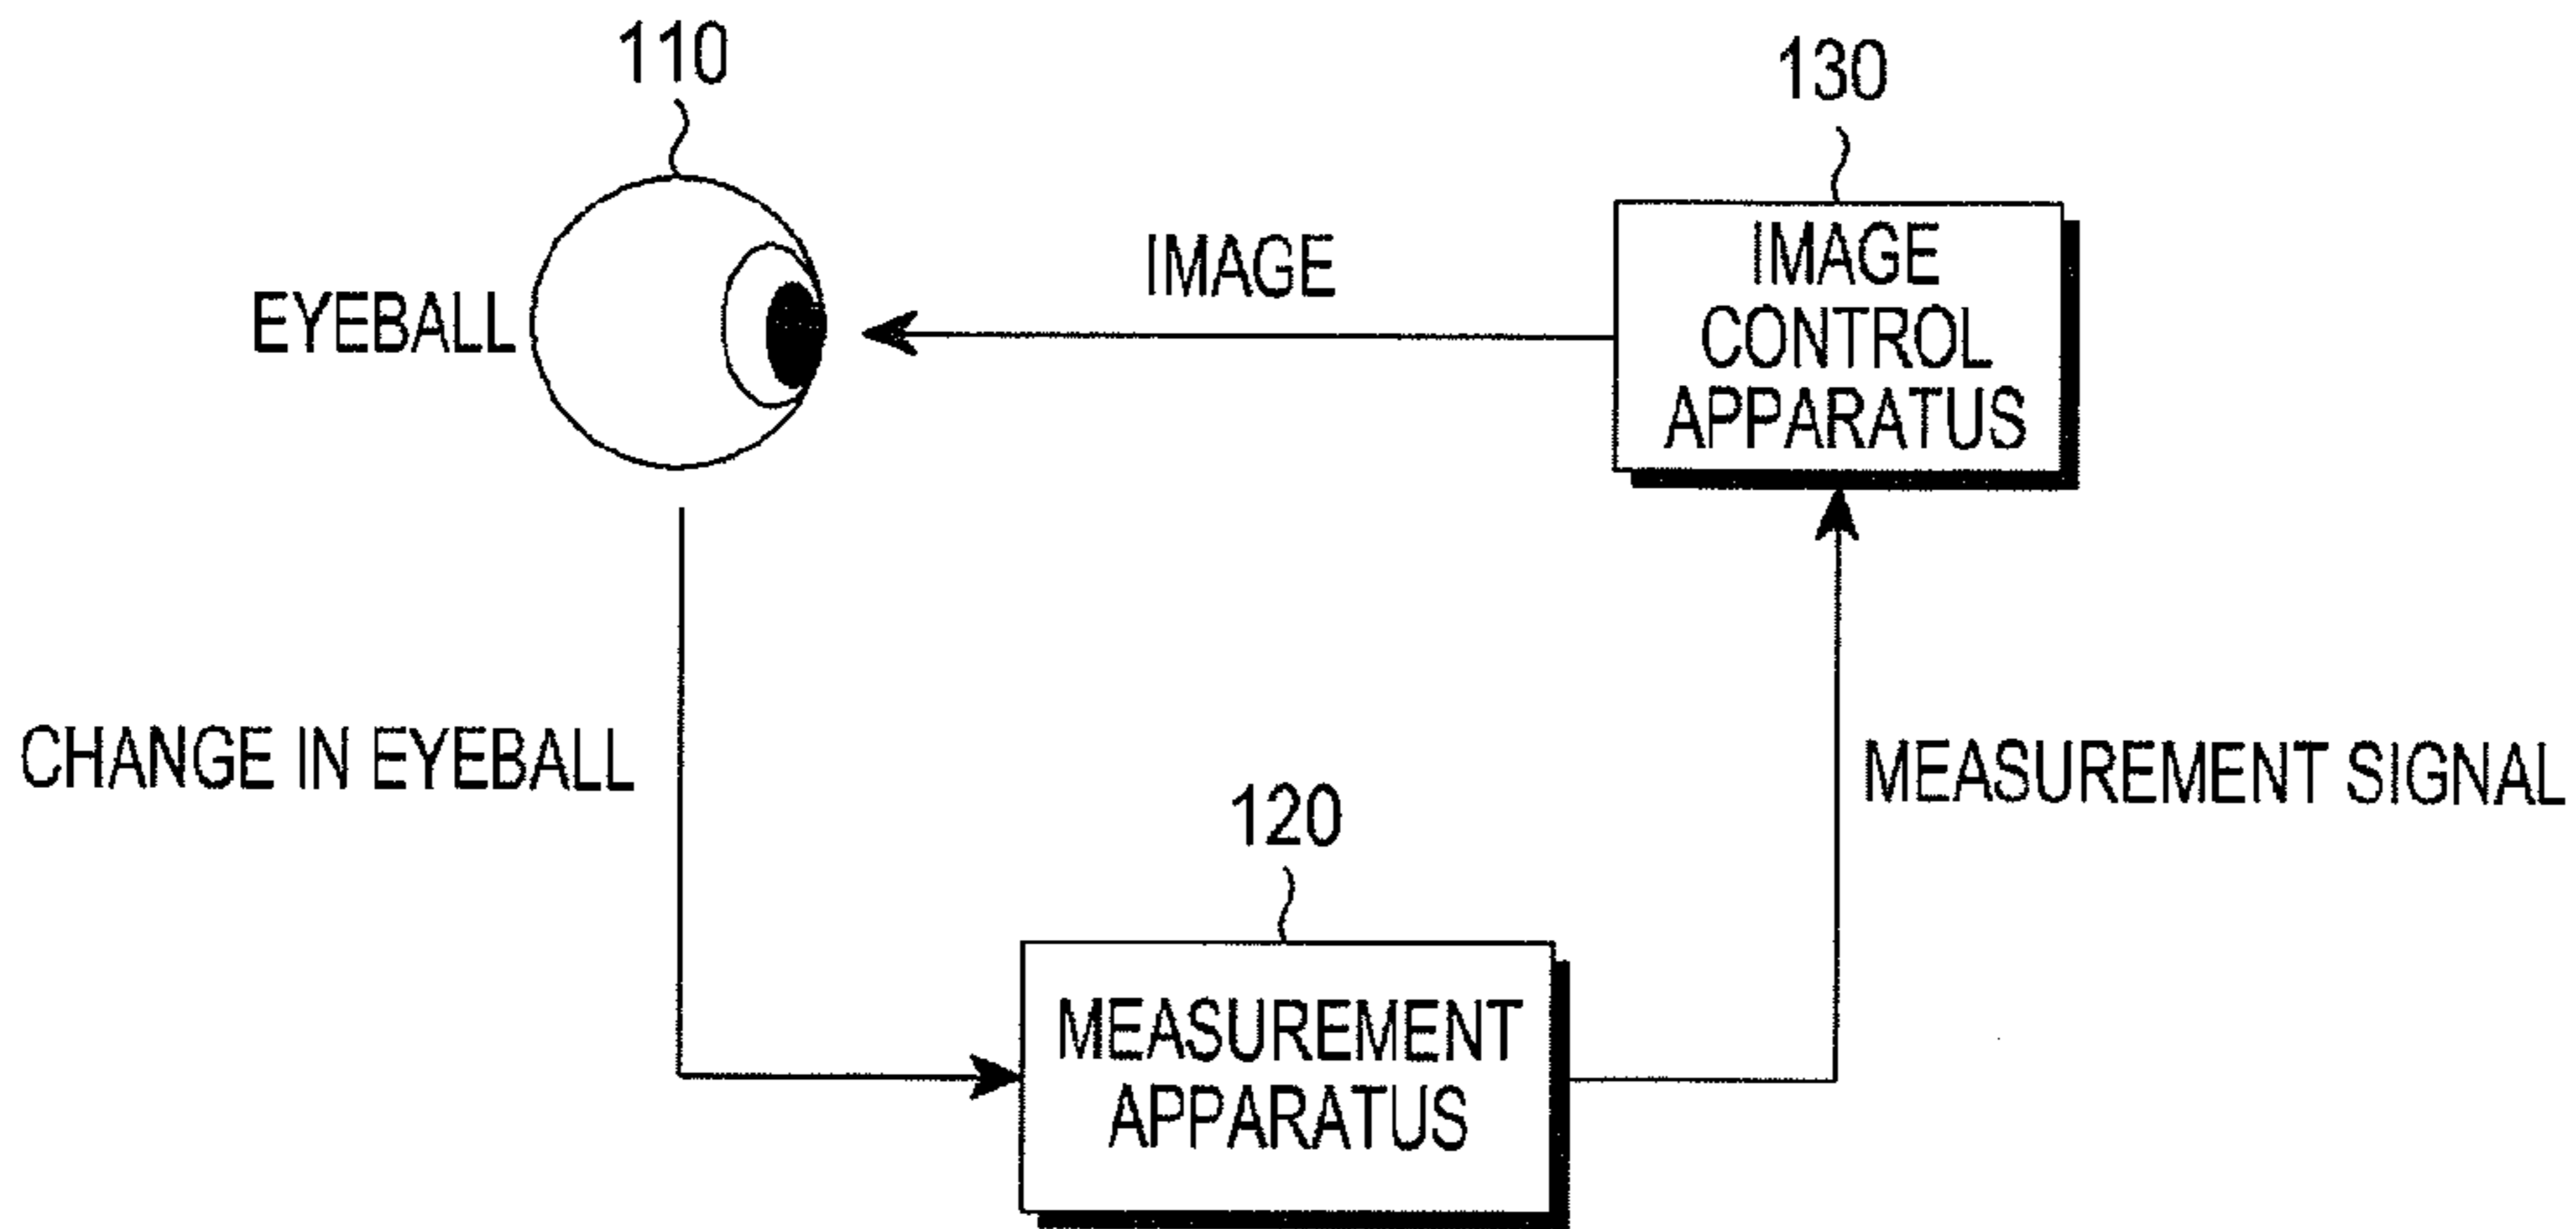 110
130
EYEBALL
IMAGE
IMAGE
CONTROL
APPARATUS
CHANGE IN EYEBALL
MEASUREMENT SIGNAL
120
MEASUREMENT
APPARATUS